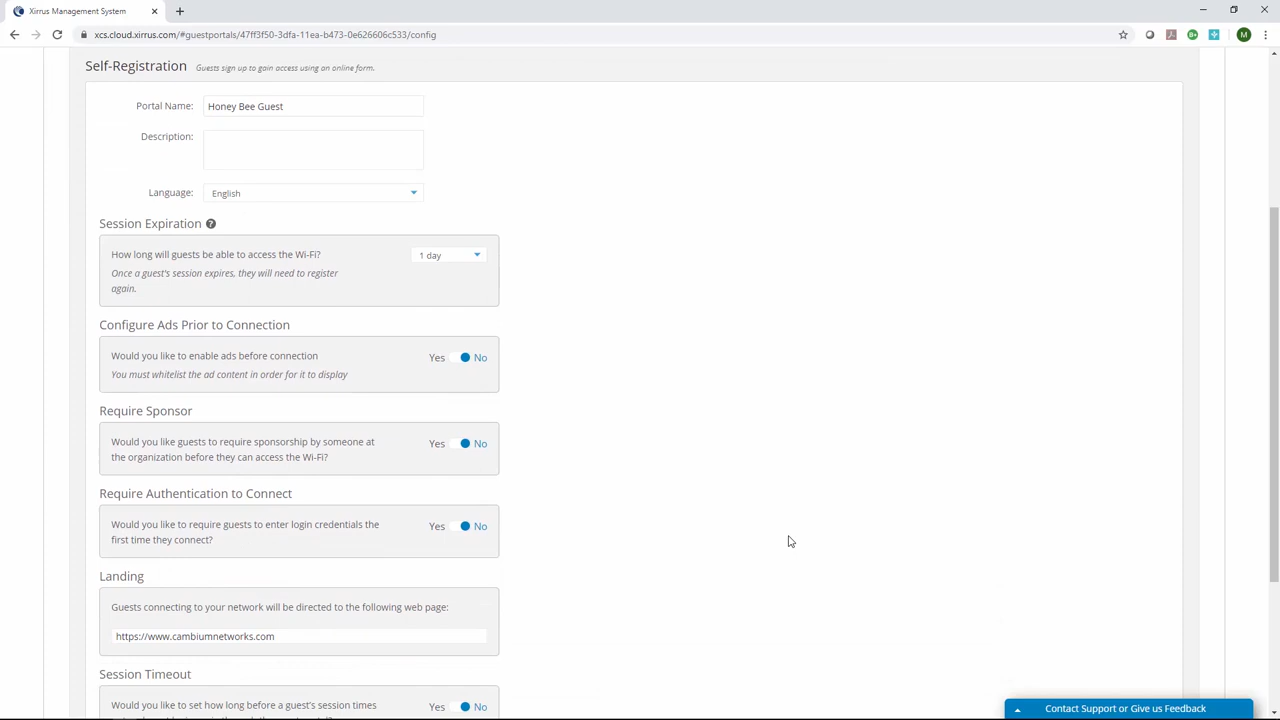 Xirrus Management System
xcs.cloud.xirrus.com/#guestportals/47ff3f50-3dfa-11ea-b473-0e626606c533/config
M
Self-Registration Guests sign up to gain access using an online form.
Portal Name: Honey Bee Guest
Description:
Language: English
Session Expiration ?
How long will guests be able to access the Wi-Fi? 1 day
Once a guest's session expires, they will need to register
again.
Configure Ads Prior to Connection
Would you like to enable ads before connection Yes No
You must whitelist the ad content in order for it to display
Require Sponsor
Would you like guests to require sponsorship by someone at Yes No
the organization before they can access the Wi-Fi?
Require Authentication to Connect
Would you like to require guests to enter login credentials the Yes No
first time they connect?
Landing
Guests connecting to your network will be directed to the following web page:
https://www.cambiumnetworks.com
Session Timeout
Would you like to set how long before a guest's session times Yes No
Contact Support or Give us Feedback